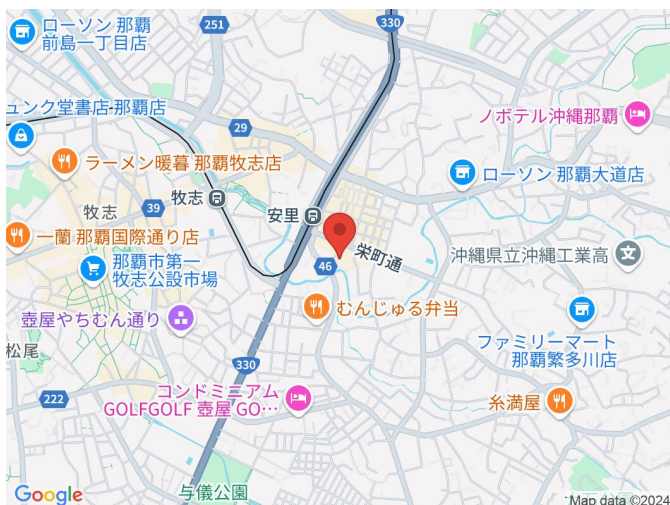 ローソン 那覇
前島一丁目店
251
330
ュンク堂書店 那覇店
29
ノボテル沖縄那覇
ラーメン暖暮 那覇牧志店
ローソン 那覇大道店
牧志
牧志
39
安里
一蘭 那覇国際通り店
46
栄町通
沖縄県立沖縄工業高
那覇市第一
牧志公設市場
むんじゅる弁当
壺屋やちむん通り
ファミリーマート
那覇繁多川店
松尾
330
222
コンドミニアム
GOLFGOLF 壺屋 GO…
糸満屋
与儀公園
Google
Map data ©2024